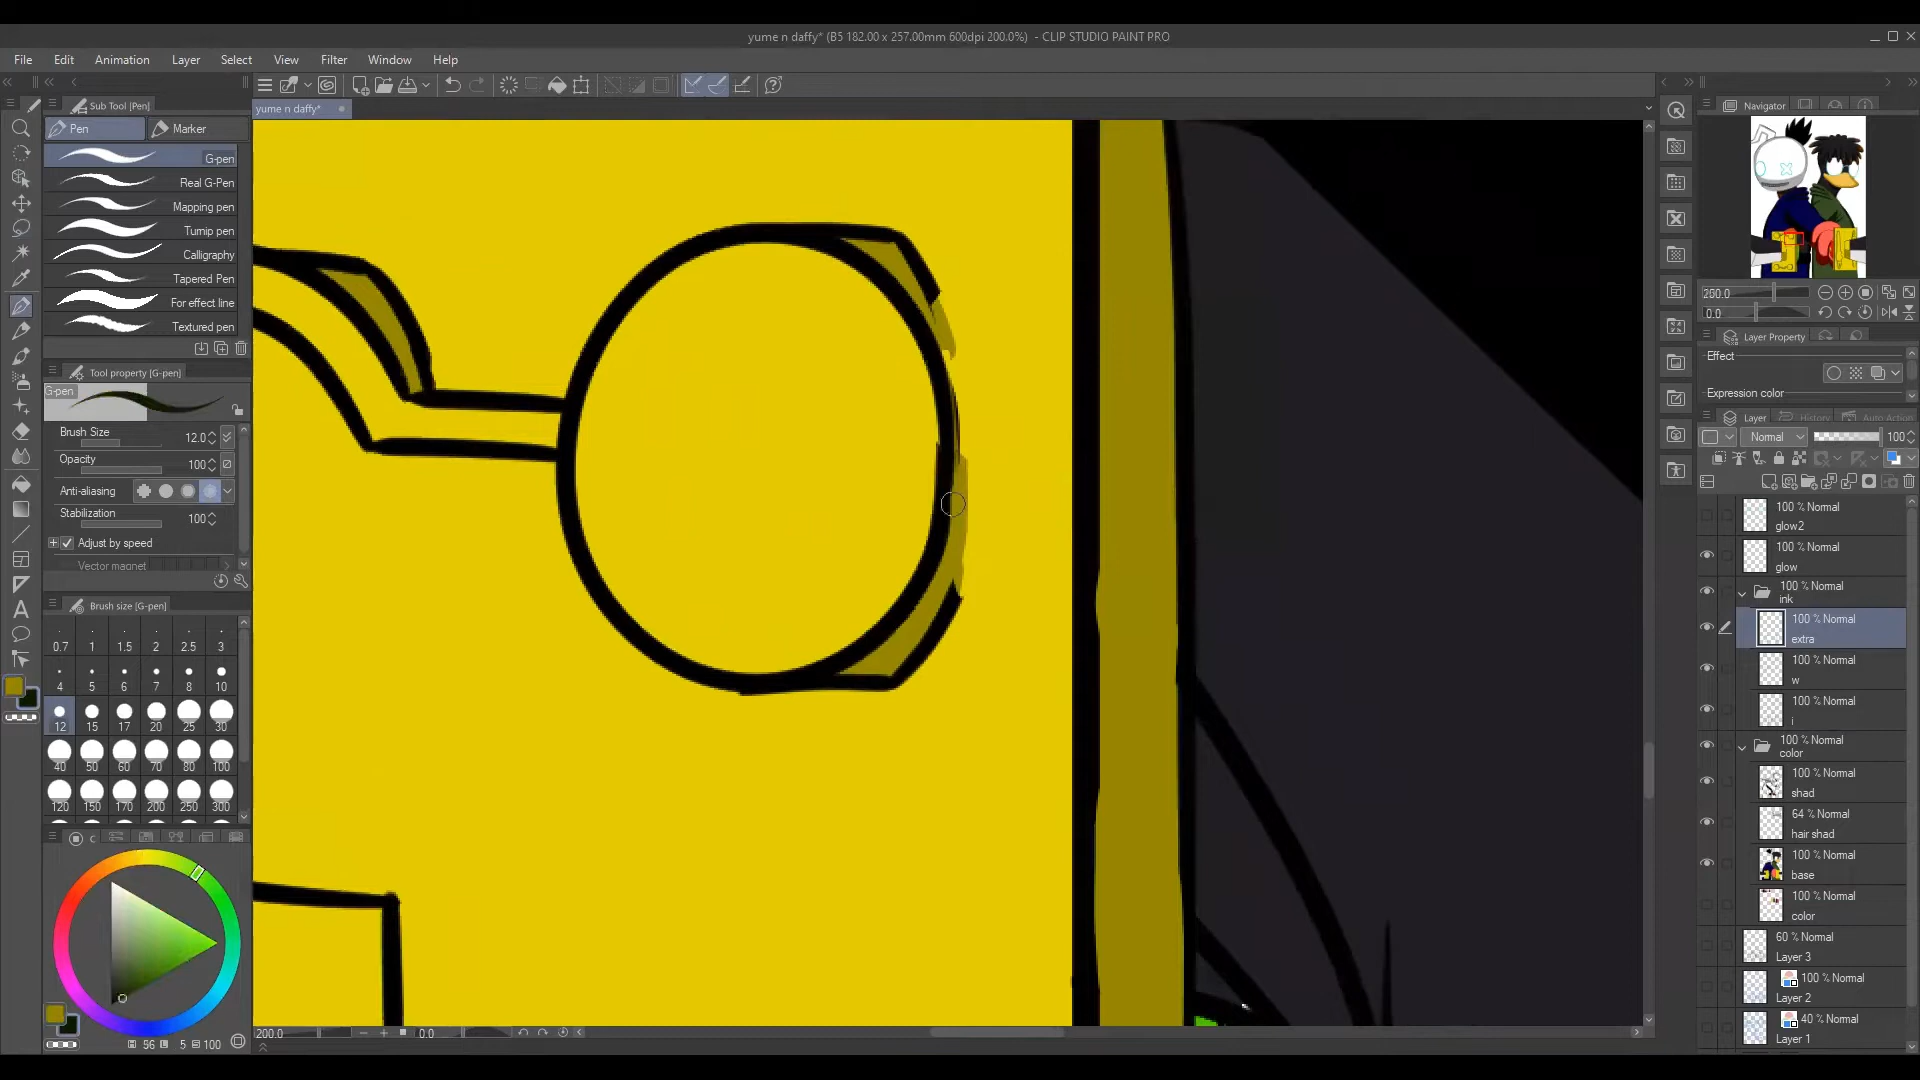 yume n daffy* (B5 182.00 x 257.00mm 600dpi 200.0%) - CLIP STUDIO PAINT PRO
File Edit Animation Layer Select View Filter Window Help
Sub Tool [Pen]
Pen Marker
G-pen
Real G-Pen
Mapping pen
Turnip pen
Calligraphy
Tapered Pen
For effect line
Textured pen
Tool property [G-pen]
G-pen
Brush Size 12.0
Opacity 100
Anti-aliasing
Stabilization 100
Adjust by speed
Vector magnet
Brush size [G-pen]
0.7 1 1.5 2 2.5 3
4 5 6 7 8 10
12 15 17 20 25 30
40 50 60 70 80 100
120 150 170 200 250 300
C
56 L 5 100
yume n daffy*
200.0 0.0
Navigator
0.0
Layer Property
Effect
Expression color
Layer History Auto Action
Normal 100
100 % Normal
glow2
100 % Normal
glow
100 % Normal
ink
100 % Normal
extra
100 % Normal
w
100 % Normal
i
100 % Normal
color
100 % Normal
shad
64 % Normal
hair shad
100 % Normal
base
100 % Normal
color
60 % Normal
Layer 3
100 % Normal
Layer 2
40 % Normal
Layer 1